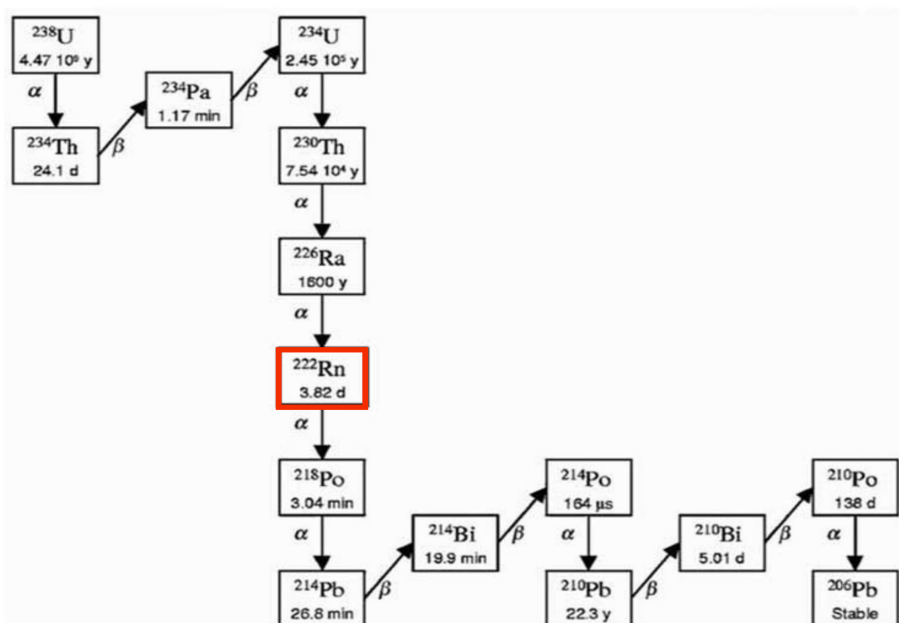 ²³⁸U
4.47 10⁹ y
α
²³⁴Th
24.1 d
β
²³⁴Pa
1.17 min
β
²³⁴U
2.45 10⁵ y
α
²³⁰Th
7.54 10⁴ y
α
²²⁶Ra
1600 y
α
²²²Rn
3.82 d
α
²¹⁸Po
3.04 min
α
²¹⁴Pb
26.8 min
β
²¹⁴Bi
19.9 min
β
²¹⁴Po
164 µs
α
²¹⁰Pb
22.3 y
β
²¹⁰Bi
5.01 d
β
²¹⁰Po
138 d
α
²⁰⁶Pb
Stable